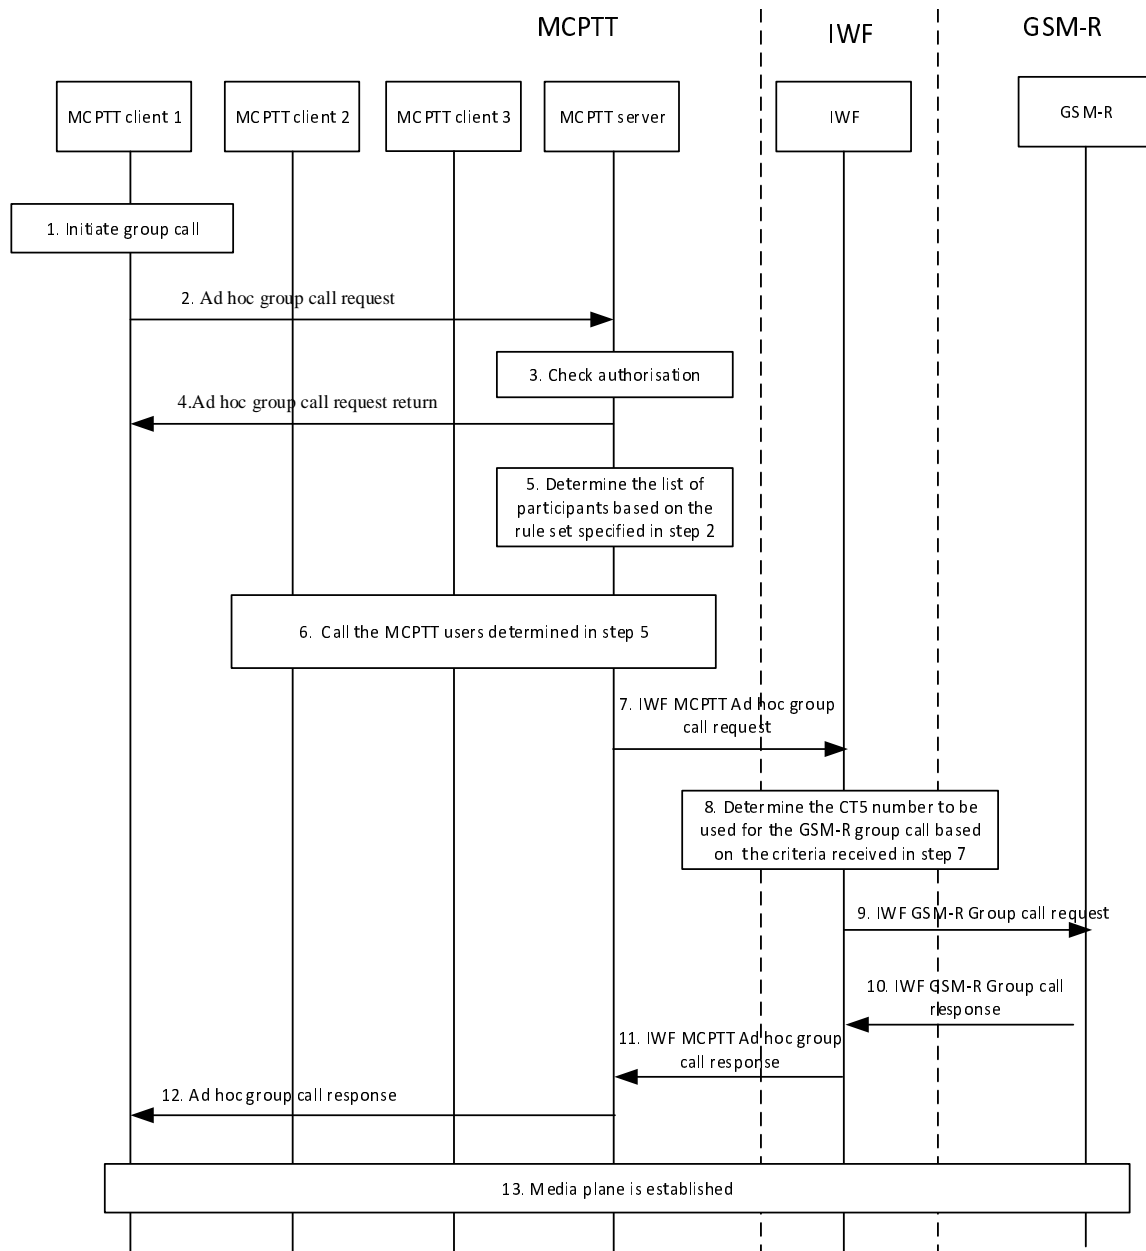 MCPTT
IWF
GSM-R
MCPTT client 1
MCPTT client 2
MCPTT client 3
MCPTT server
IWF
GSM-R
1. Initiate group call
2. Ad hoc group call request
3. Check authorisation
4.Ad hoc group call request return
5. Determine the list of
participants based on the
rule set specified in step 2
6. Call the MCPTT users determined in step 5
7. IWF MCPTT Ad hoc group
call request
8. Determine the CT5 number to be
used for the GSM-R group call based
on the criteria received in step 7
9. IWF GSM-R Group call request
10. IWF GSM-R Group call
response
11. IWF MCPTT Ad hoc group
call response
12. Ad hoc group call response
13. Media plane is established